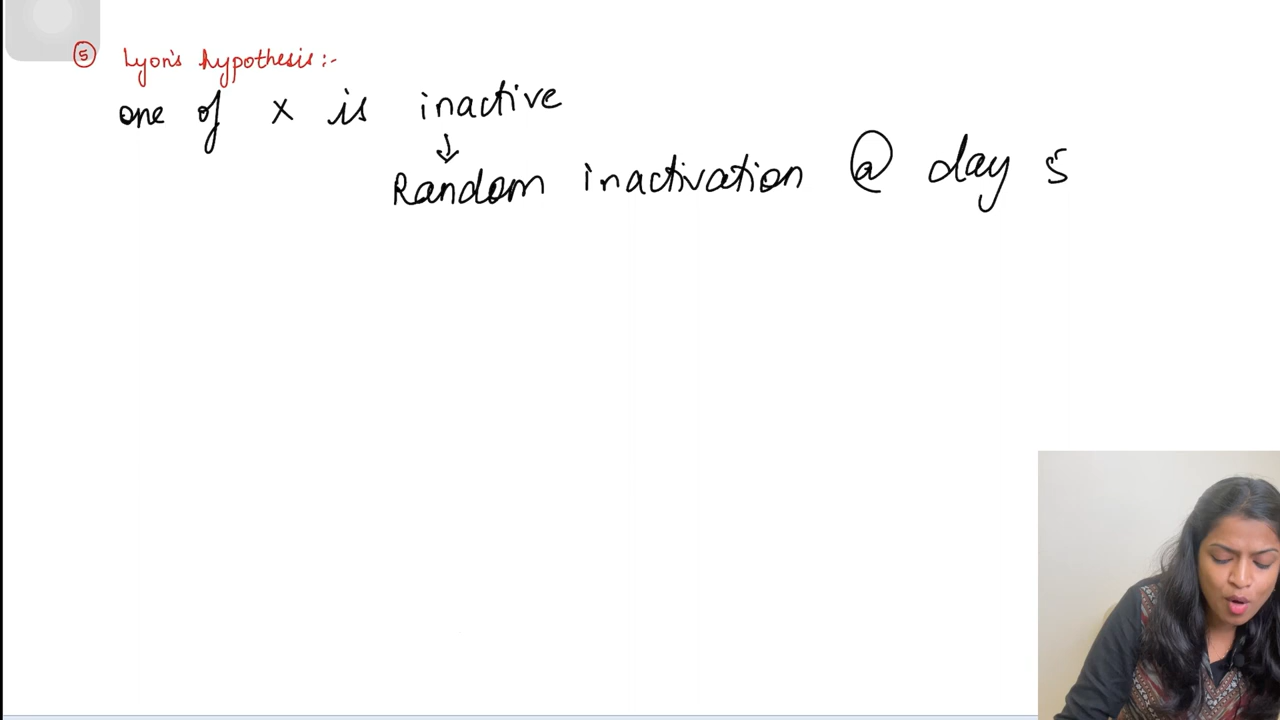 ⑤ Lyon's hypothesis:-
one of X is inactive
↓
Random inactivation @ day 5